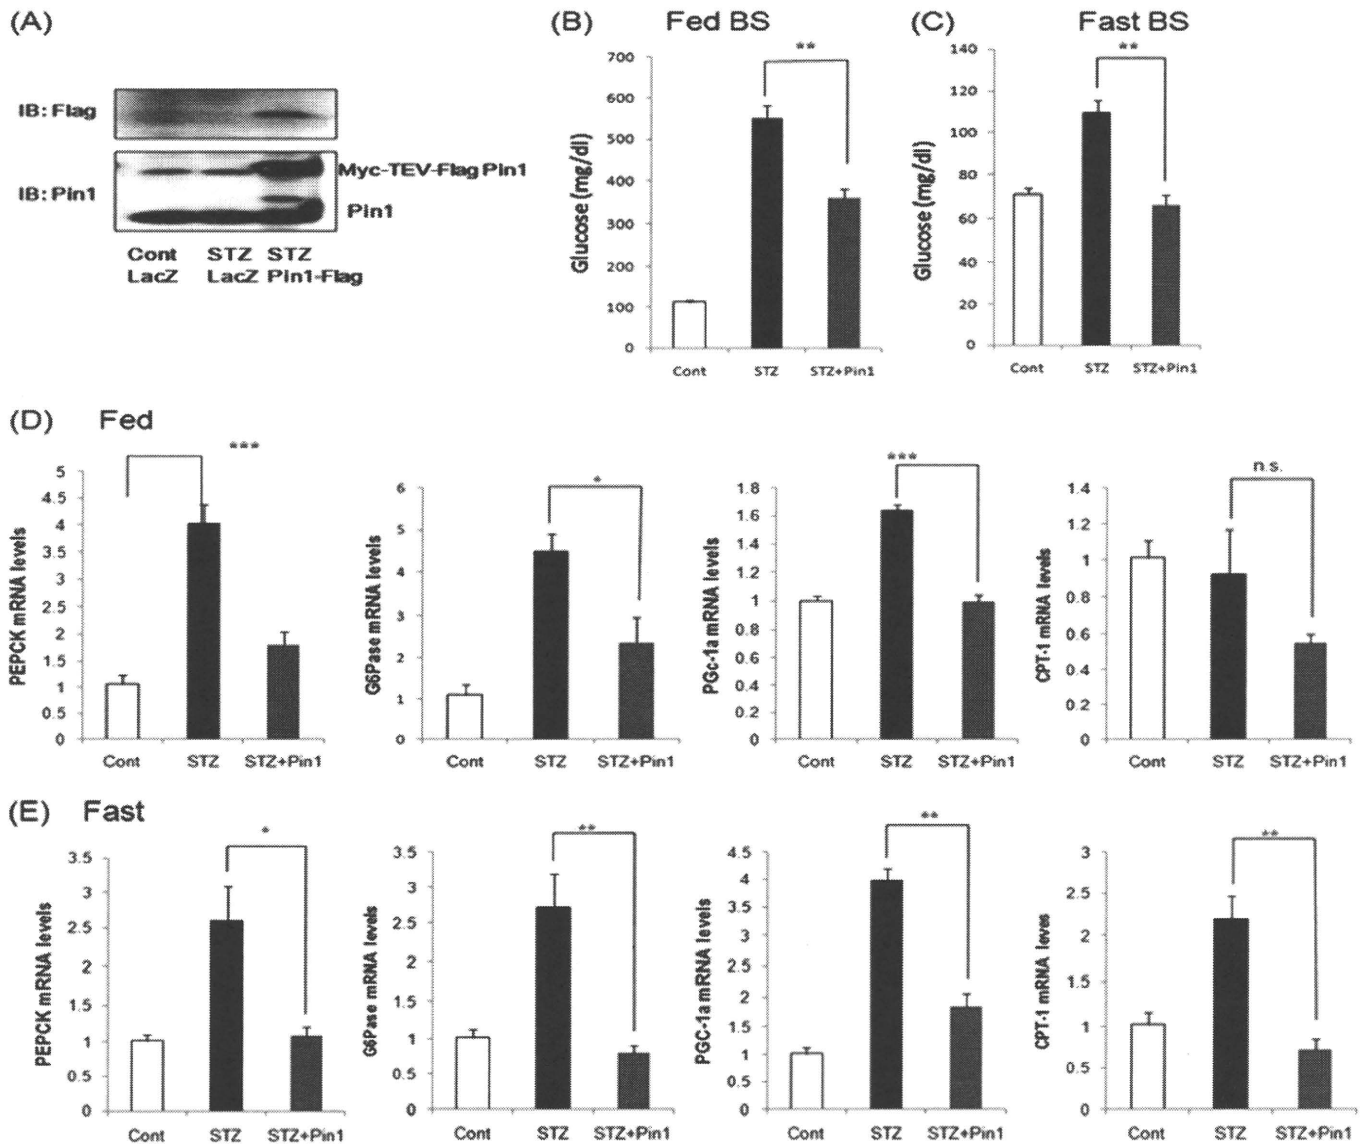 (A)
IB: Flag
IB: Pin1
Myc-TEV-Flag Pin1
Pin1
Cont STZ STZ
LacZ LacZ Pin1-Flag
(B) Fed BS
**
Glucose (mg/dl)
700
600
500
400
300
200
100
0
Cont STZ STZ+Pin1
(C) Fast BS
**
Glucose (mg/dl)
140
120
100
80
60
40
20
0
Cont STZ STZ+Pin1
(D) Fed
***
PEPCK mRNA levels
5
4.5
4
3.5
3
2.5
2
1.5
1
0.5
0
Cont STZ STZ+Pin1
*
G6Pase mRNA levels
6
5
4
3
2
1
0
Cont STZ STZ+Pin1
***
PGc-1a mRNA levels
1.8
1.6
1.4
1.2
1
0.8
0.6
0.4
0.2
0
Cont STZ STZ+Pin1
n.s.
CPT-1 mRNA levels
1.4
1.2
1
0.8
0.6
0.4
0.2
0
Cont STZ STZ+Pin1
(E) Fast
*
PEPCK mRNA levels
3.5
3
2.5
2
1.5
1
0.5
0
Cont STZ STZ+Pin1
**
G6Pase mRNA levels
3.5
3
2.5
2
1.5
1
0.5
0
Cont STZ STZ+Pin1
**
PGC-1a mRNA levels
4.5
4
3.5
3
2.5
2
1.5
1
0.5
0
Cont STZ STZ+Pin1
**
CPT-1 mRNA leves
3
2.5
2
1.5
1
0.5
0
Cont STZ STZ+Pin1